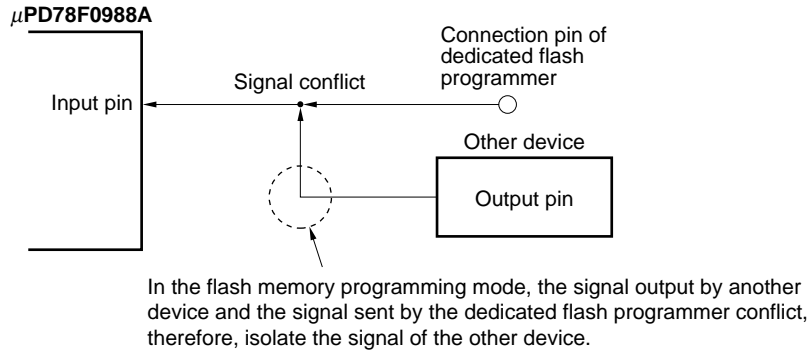 μPD78F0988A
Connection pin of
dedicated flash
programmer
Signal conflict
Input pin
Other device
Output pin
In the flash memory programming mode, the signal output by another
device and the signal sent by the dedicated flash programmer conflict,
therefore, isolate the signal of the other device.